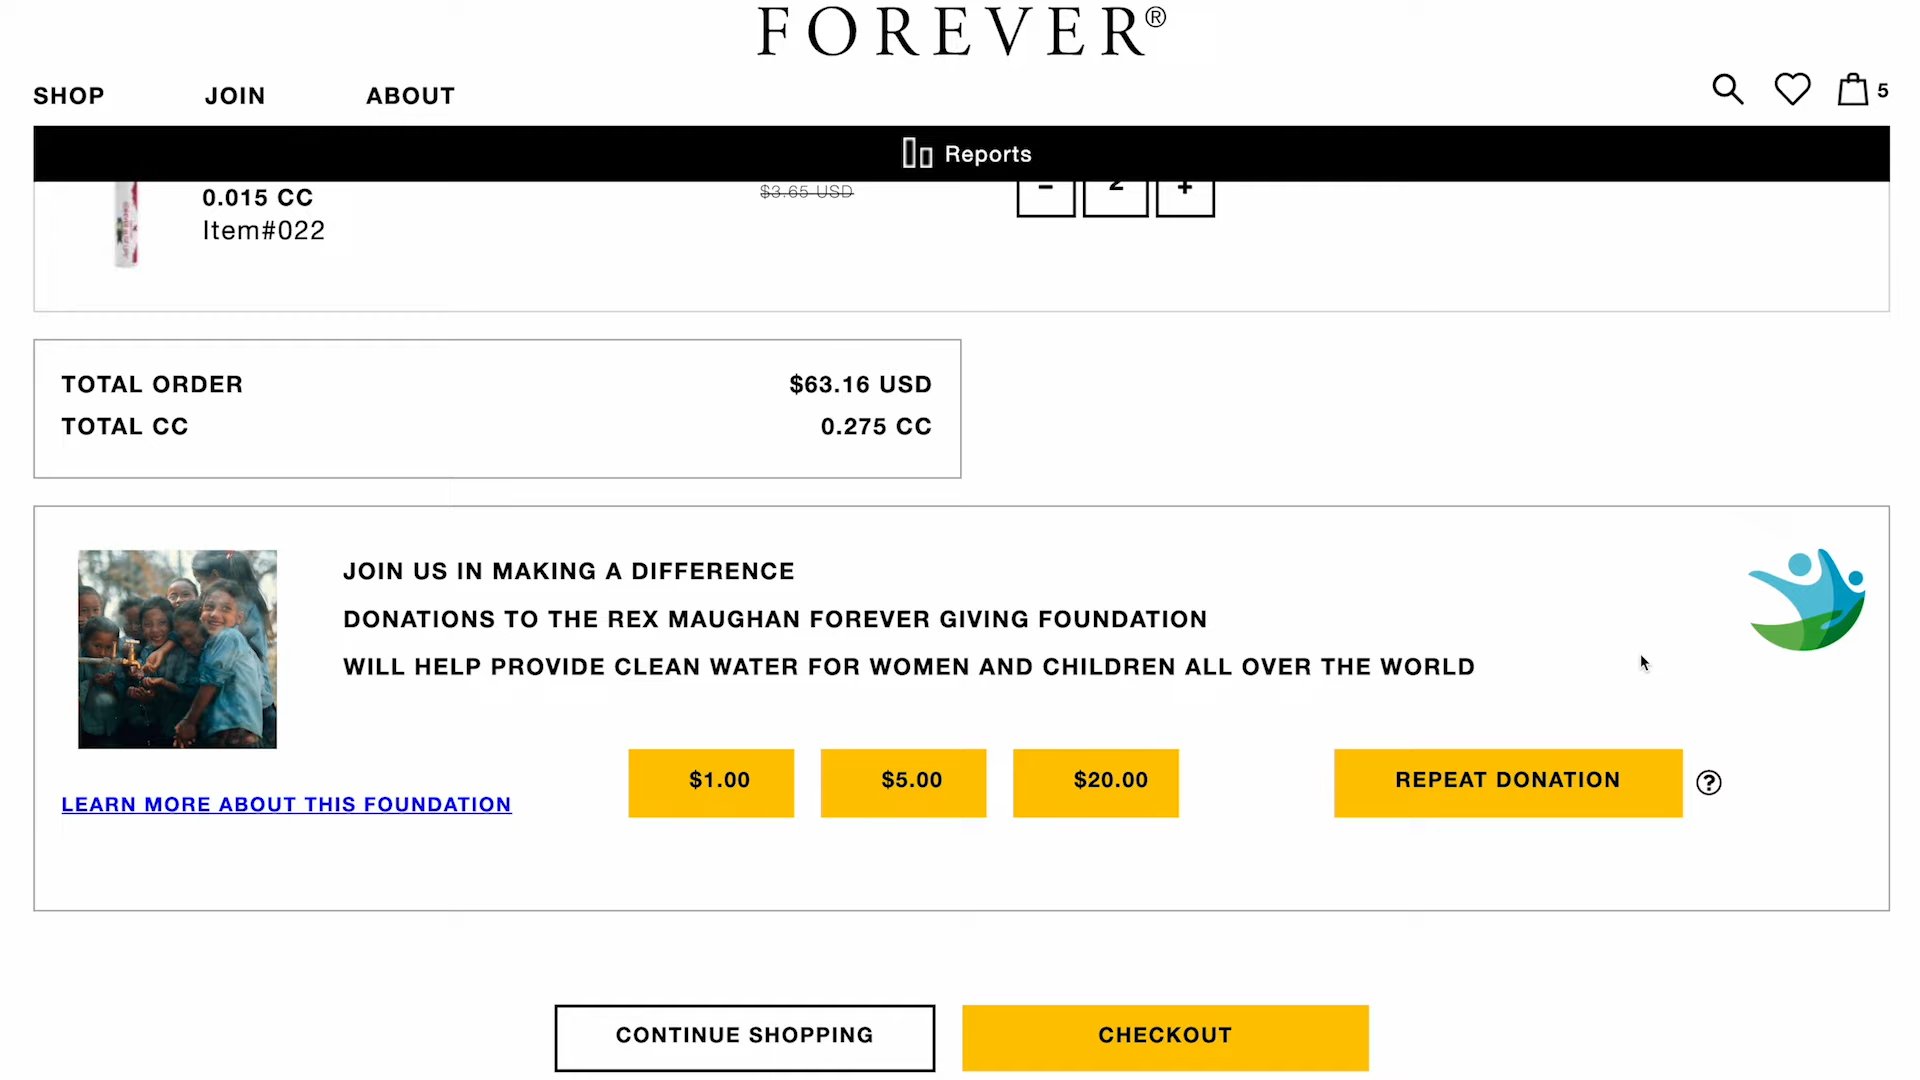 FOREVER®
SHOP JOIN ABOUT 5
Reports
0.015 CC $3.65 USD − 2 +
Item#022
TOTAL ORDER $63.16 USD
TOTAL CC 0.275 CC
JOIN US IN MAKING A DIFFERENCE
DONATIONS TO THE REX MAUGHAN FOREVER GIVING FOUNDATION
WILL HELP PROVIDE CLEAN WATER FOR WOMEN AND CHILDREN ALL OVER THE WORLD
$1.00 $5.00 $20.00 REPEAT DONATION ?
LEARN MORE ABOUT THIS FOUNDATION
CONTINUE SHOPPING CHECKOUT